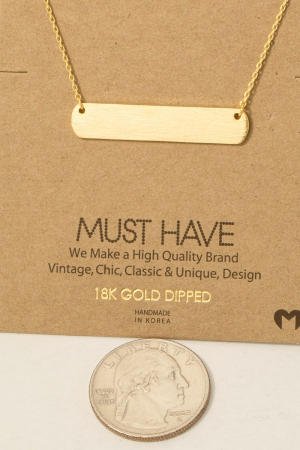 MUST HAVE
We Make a High Quality Brand
Vintage, Chic, Classic & Unique, Design
18K GOLD DIPPED
HANDMADE
IN KOREA
M
LIBERTY